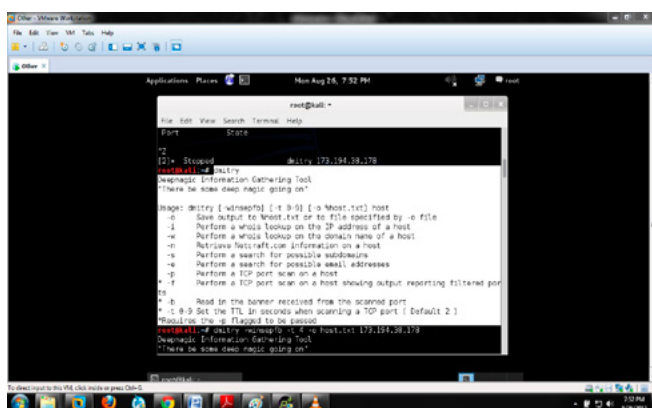 Other - VMware Workstation
File Edit View VM Tabs Help
Other ×
Applications Places Mon Aug 26, 7:52 PM root
root@kali: ~
File Edit View Search Terminal Help
Port State
^Z
[2]+ Stopped dmitry 173.194.38.178
root@kali:~# dmitry
Deepmagic Information Gathering Tool
"There be some deep magic going on"
Usage: dmitry [-winsepfb] [-t 0-9] [-o %host.txt] host
-o Save output to %host.txt or to file specified by -o file
-i Perform a whois lookup on the IP address of a host
-w Perform a whois lookup on the domain name of a host
-n Retrieve Netcraft.com information on a host
-s Perform a search for possible subdomains
-e Perform a search for possible email addresses
-p Perform a TCP port scan on a host
* -f Perform a TCP port scan on a host showing output reporting filtered por
ts
* -b Read in the banner received from the scanned port
* -t 0-9 Set the TTL in seconds when scanning a TCP port ( Default 2 )
*Requires the -p flagged to be passed
root@kali:~# dmitry -winsepfb -t 4 -o host.txt 173.194.38.178
Deepmagic Information Gathering Tool
"There be some deep magic going on"
To direct input to this VM, click inside or press Ctrl+G.
7:52 PM